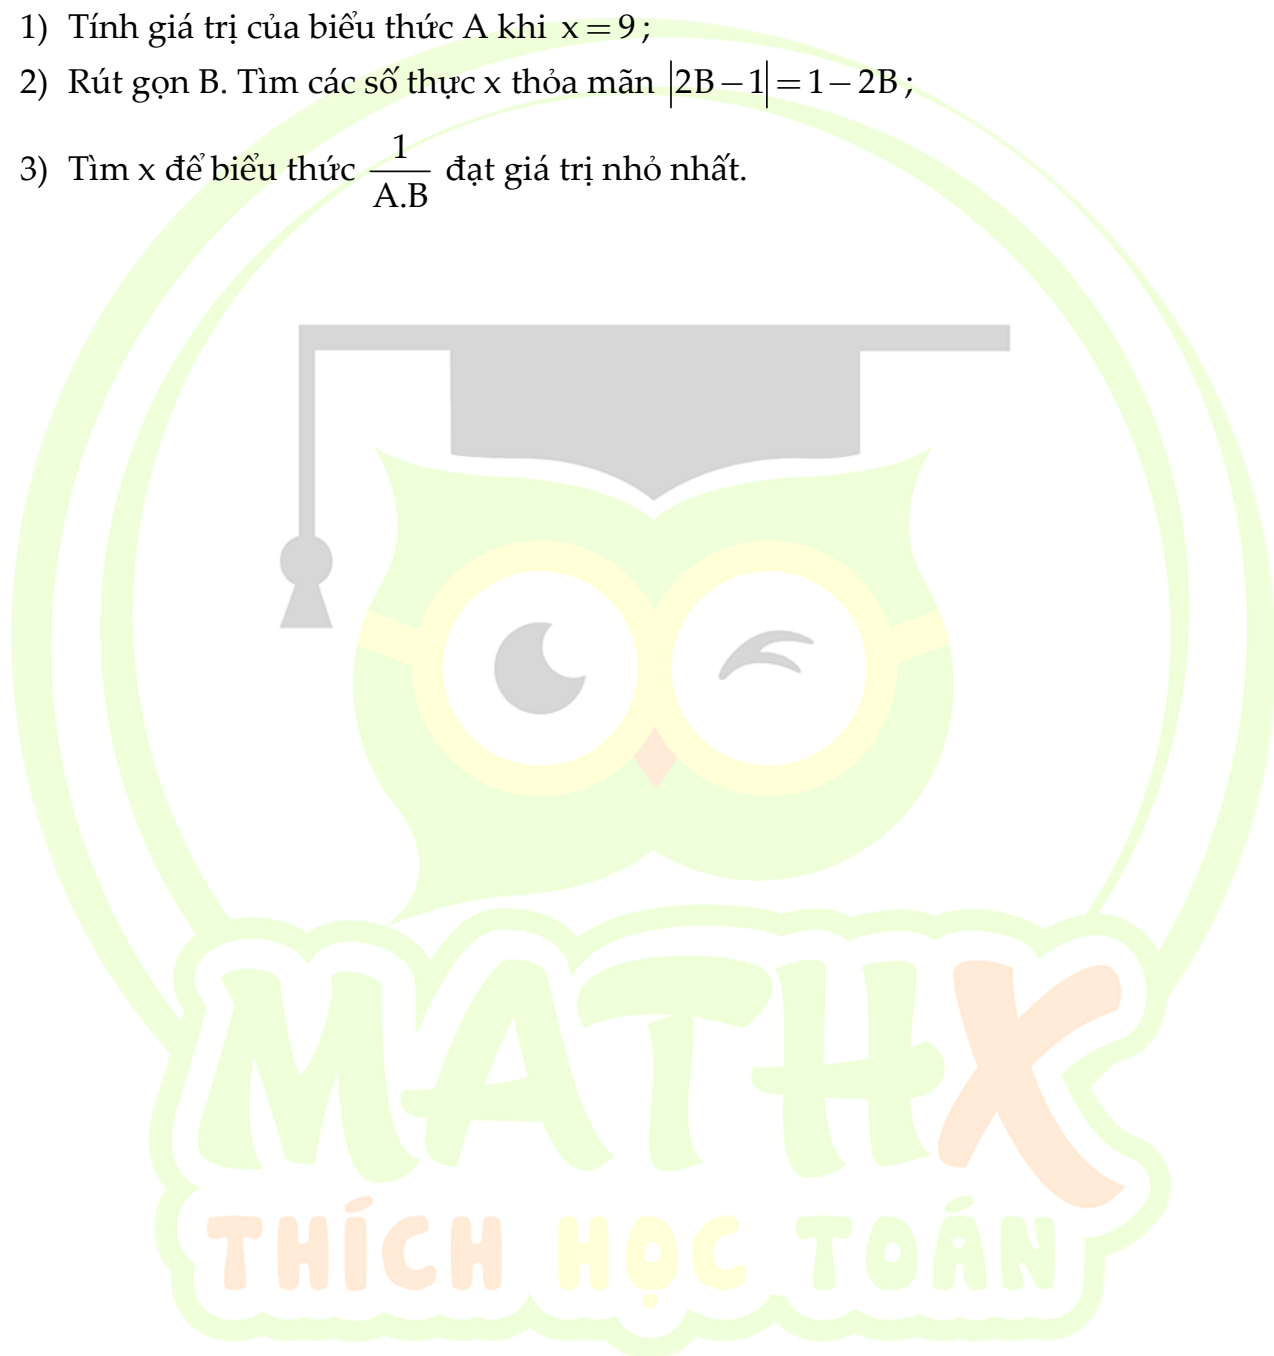 1) Tính giá trị của biểu thức A khi x = 9;
2) Rút gọn B. Tìm các số thực x thỏa mãn |2B − 1| = 1 − 2B;
3) Tìm x để biểu thức 1/A.B đạt giá trị nhỏ nhất.
MATHX
THÍCH HỌC TOÁN